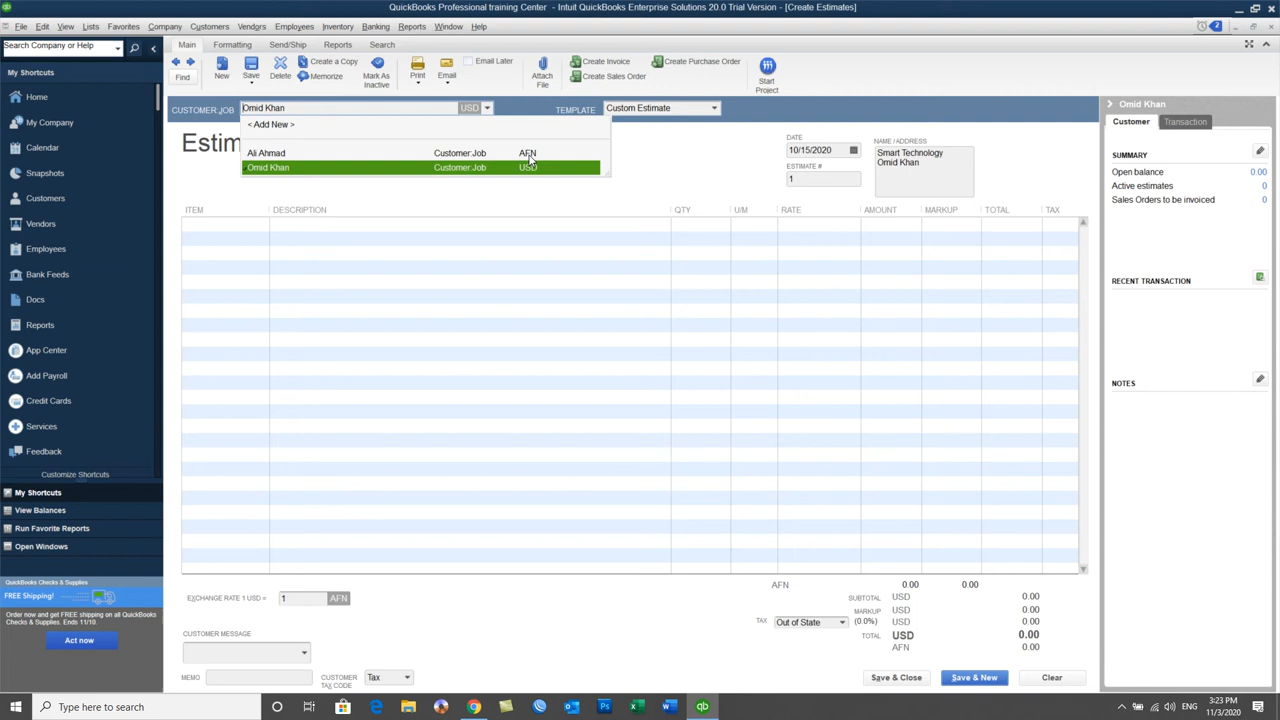 QuickBooks Professional training Center - Intuit QuickBooks Enterprise Solutions 20.0 Trial Version - [Create Estimates]
File Edit View Lists Favorites Company Customers Vendors Employees Inventory Banking Reports Window Help
2
Search Company or Help
Main Formatting Send/Ship Reports Search
Find
New
Save
Delete
Create a Copy
Memorize
Mark As
Inactive
Print
Email
Email Later
Attach
File
Create Invoice
Create Sales Order
Create Purchase Order
Start
Project
My Shortcuts
Home
My Company
Calendar
Snapshots
Customers
Vendors
Employees
Bank Feeds
Docs
Reports
App Center
Add Payroll
Credit Cards
Services
Feedback
Customize Shortcuts
My Shortcuts
View Balances
Run Favorite Reports
Open Windows
QuickBooks Checks & Supplies
FREE Shipping!
Order now and get FREE shipping on all QuickBooks
Checks & Supplies. Ends 11/10.
Act now
CUSTOMER:JOB Omid Khan USD TEMPLATE Custom Estimate
< Add New >
Ali Ahmad Customer:Job AFN
Omid Khan Customer:Job USD
Estim
DATE
10/15/2020
ESTIMATE #
1
NAME / ADDRESS
Smart Technology
Omid Khan
ITEM DESCRIPTION QTY U/M RATE AMOUNT MARKUP TOTAL TAX
AFN 0.00 0.00
EXCHANGE RATE 1 USD = 1 AFN
SUBTOTAL USD 0.00
MARKUP USD 0.00
TAX Out of State (0.0%) USD 0.00
TOTAL USD 0.00
AFN 0.00
CUSTOMER MESSAGE
MEMO
CUSTOMER
TAX CODE
Tax
Save & Close Save & New Clear
Omid Khan
Customer Transaction
SUMMARY
Open balance 0.00
Active estimates 0
Sales Orders to be invoiced 0
RECENT TRANSACTION
NOTES
Type here to search
3:23 PM
11/3/2020